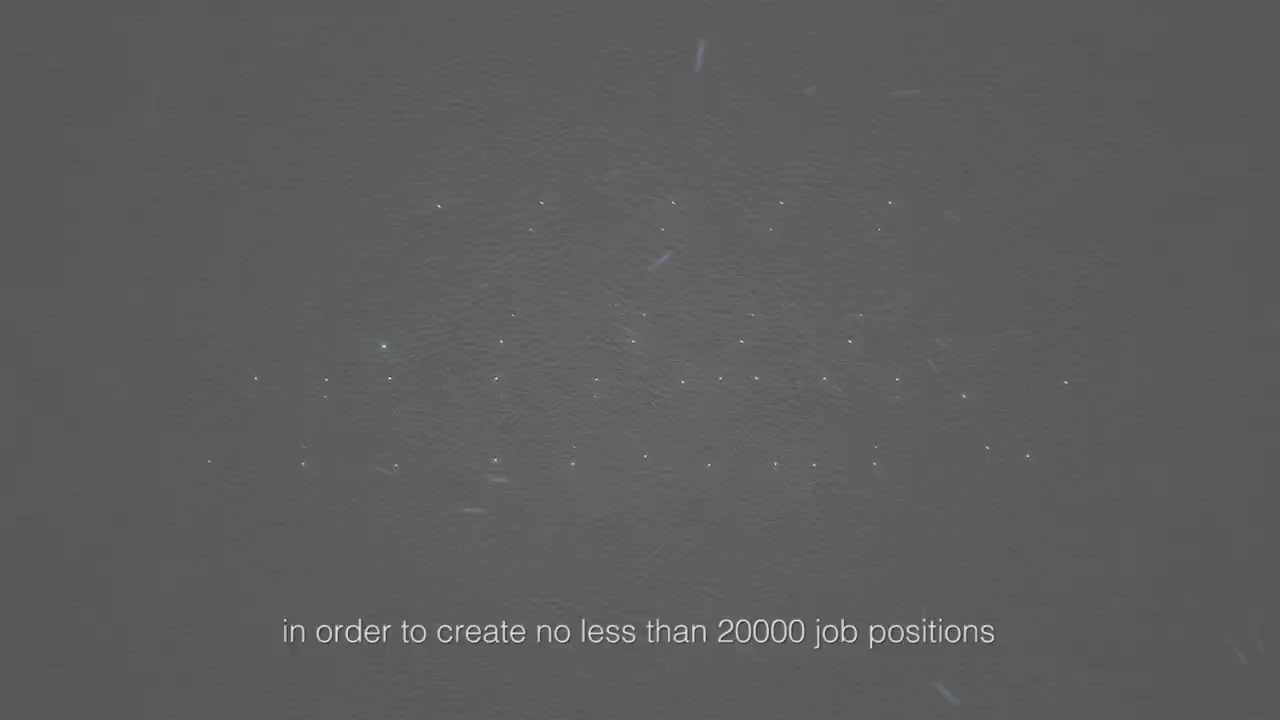 in order to create no less than 20000 job positions